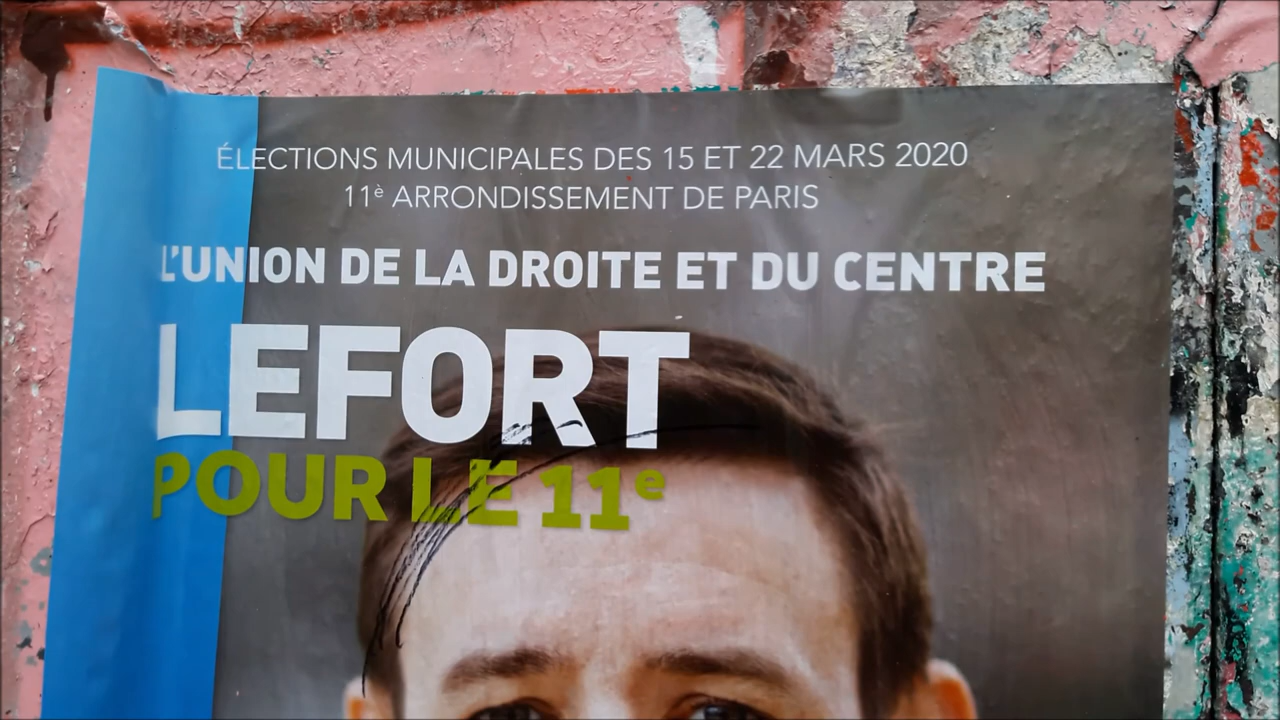 ÉLECTIONS MUNICIPALES DES 15 ET 22 MARS 2020
11è ARRONDISSEMENT DE PARIS
L'UNION DE LA DROITE ET DU CENTRE
LEFORT
POUR LE 11e